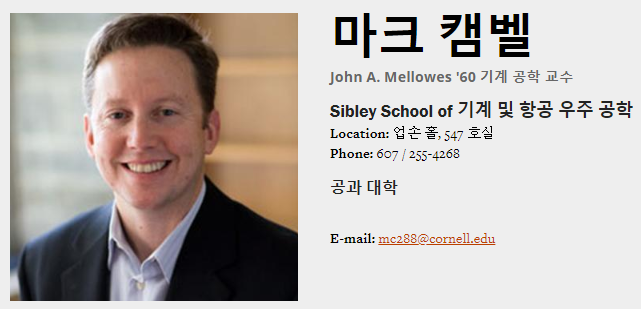 마크 캠벨
John A. Mellowes '60 기계 공학 교수
Sibley School of 기계 및 항공 우주 공학
Location: 업손 홀, 547 호실
Phone: 607 / 255-4268
공과 대학
E-mail: mc288@cornell.edu